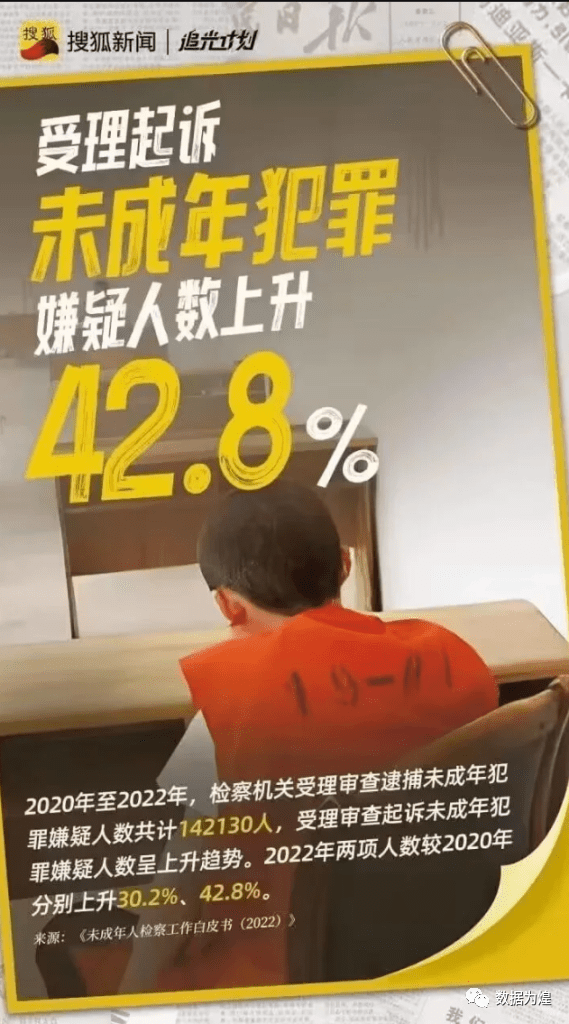 搜狐
搜狐新闻 | 追光计划
受理起诉
未成年犯罪
嫌疑人数上升
42.8%
19-01
2020年至2022年，检察机关受理审查逮捕未成年犯
罪嫌疑人数共计142130人，受理审查起诉未成年犯
罪嫌疑人数呈上升趋势。2022年两项人数较2020年
分别上升30.2%、42.8%。
来源：《未成年人检察工作白皮书（2022）》
数据为煌